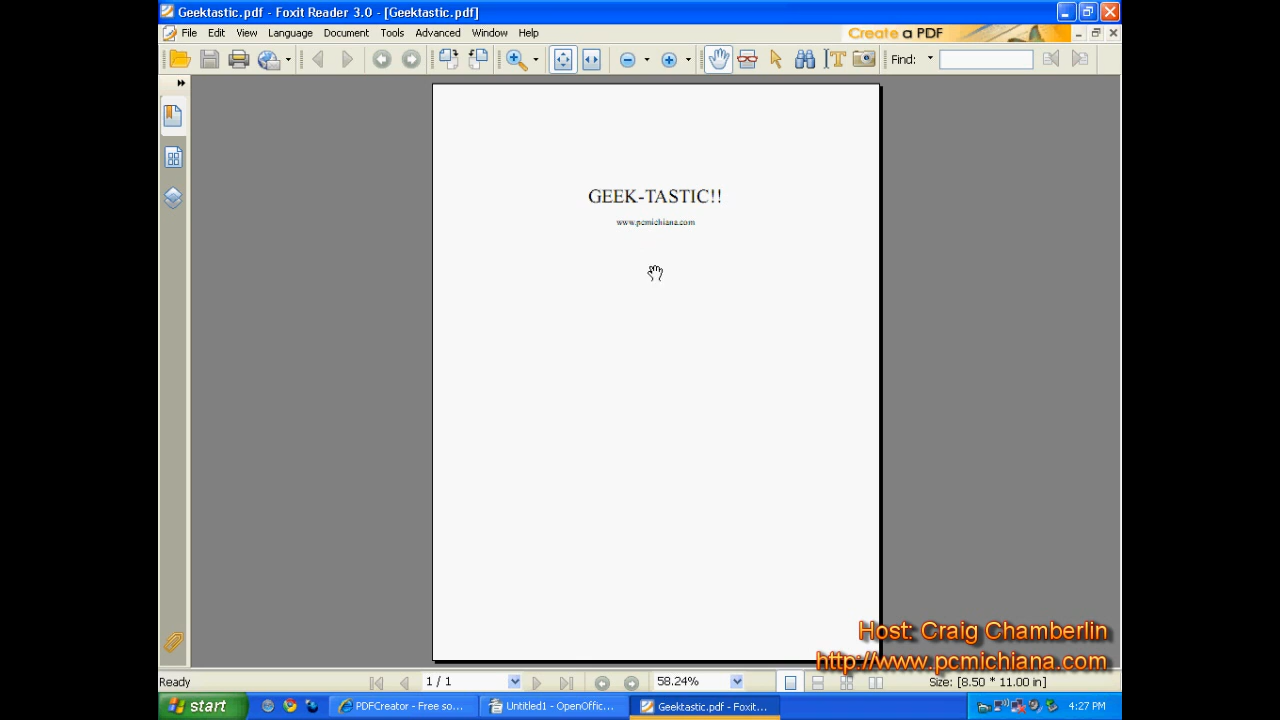 Geektastic.pdf - Foxit Reader 3.0 - [Geektastic.pdf]
File Edit View Language Document Tools Advanced Window Help
Create a PDF
Find:
GEEK-TASTIC!!
www.pcmichiana.com
Host: Craig Chamberlin
http://www.pcmichiana.com
Ready 1 / 1 58.24% Size: [8.50 * 11.00 in]
start PDFCreator - Free so... Untitled1 - OpenOffic... Geektastic.pdf - Foxit... 4:27 PM